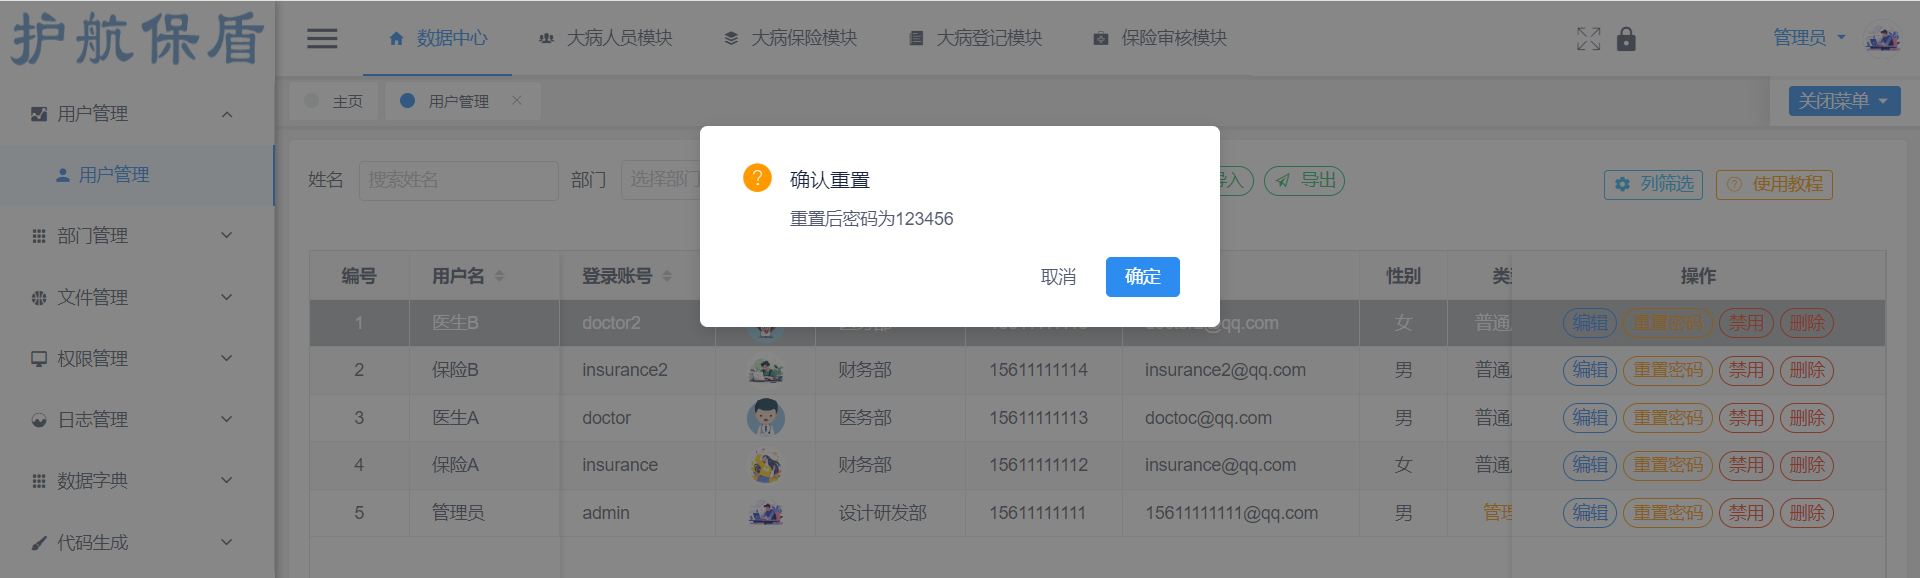 护航保盾
数据中心 大病人员模块 大病保险模块 大病登记模块 保险审核模块 管理员
主页 用户管理 关闭菜单
用户管理
用户管理
部门管理
文件管理
权限管理
日志管理
数据字典
代码生成
姓名 搜索姓名 部门 选择部门 导出 列筛选 使用教程
确认重置
重置后密码为123456
取消 确定
编号 用户名 登录账号 性别 操作
1 医生B doctor2 女 普通 编辑 重置密码 禁用 删除
2 保险B insurance2 财务部 15611111114 insurance2@qq.com 男 普通 编辑 重置密码 禁用 删除
3 医生A doctor 医务部 15611111113 doctoc@qq.com 男 普通 编辑 重置密码 禁用 删除
4 保险A insurance 财务部 15611111112 insurance@qq.com 女 普通 编辑 重置密码 禁用 删除
5 管理员 admin 设计研发部 15611111111 15611111111@qq.com 男 管理 编辑 重置密码 禁用 删除